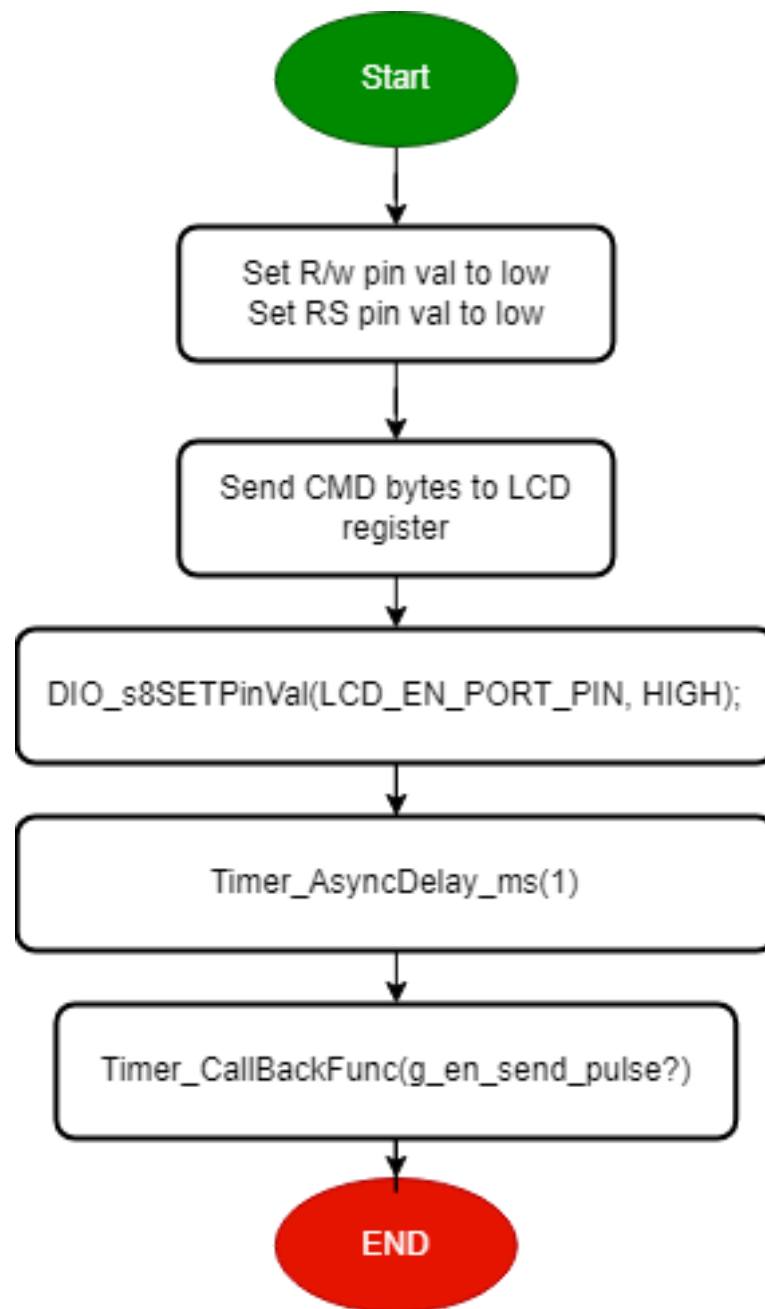 Start
Set R/w pin val to low
Set RS pin val to low
Send CMD bytes to LCD
register
DIO_s8SETPinVal(LCD_EN_PORT_PIN, HIGH);
Timer_AsyncDelay_ms(1)
Timer_CallBackFunc(g_en_send_pulse?)
END